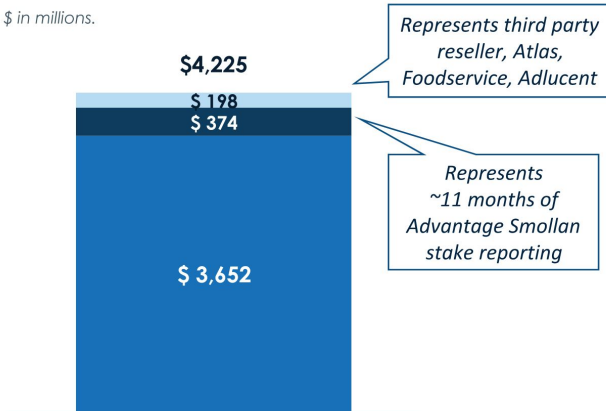 $ in millions.
Represents third party
reseller, Atlas,
Foodservice, Adlucent
$4,225
$ 198
$ 374
Represents
~11 months of
Advantage Smollan
stake reporting
$ 3,652